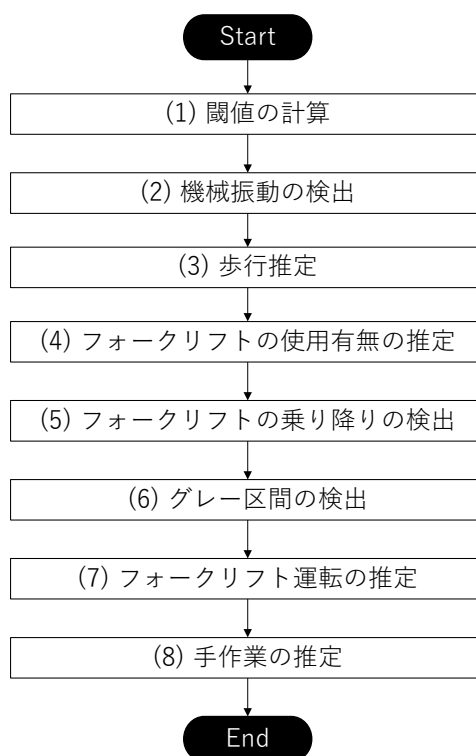 Start
(1) 閾値の計算
(2) 機械振動の検出
(3) 歩行推定
(4) フォークリフトの使用有無の推定
(5) フォークリフトの乗り降りの検出
(6) グレー区間の検出
(7) フォークリフト運転の推定
(8) 手作業の推定
End